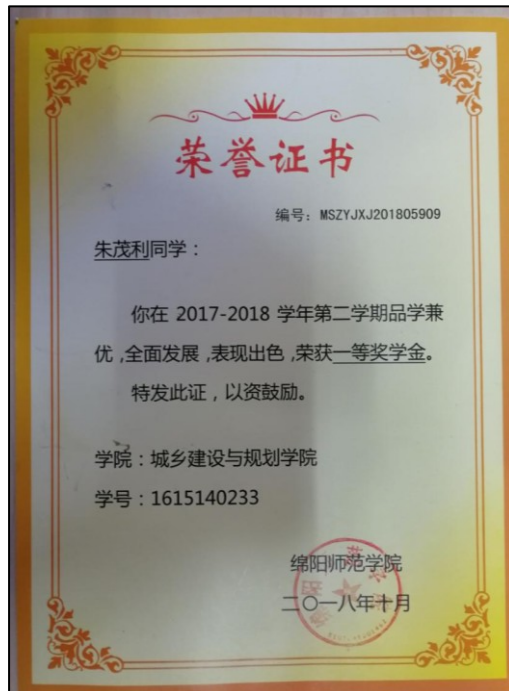 荣誉证书
编号：MSZYJXJ201805909
朱茂利同学：
你在 2017-2018 学年第二学期品学兼
优,全面发展,表现出色,荣获一等奖学金。
特发此证，以资鼓励。
学院：城乡建设与规划学院
学号：1615140233
绵阳师范学院
二〇一八年十月